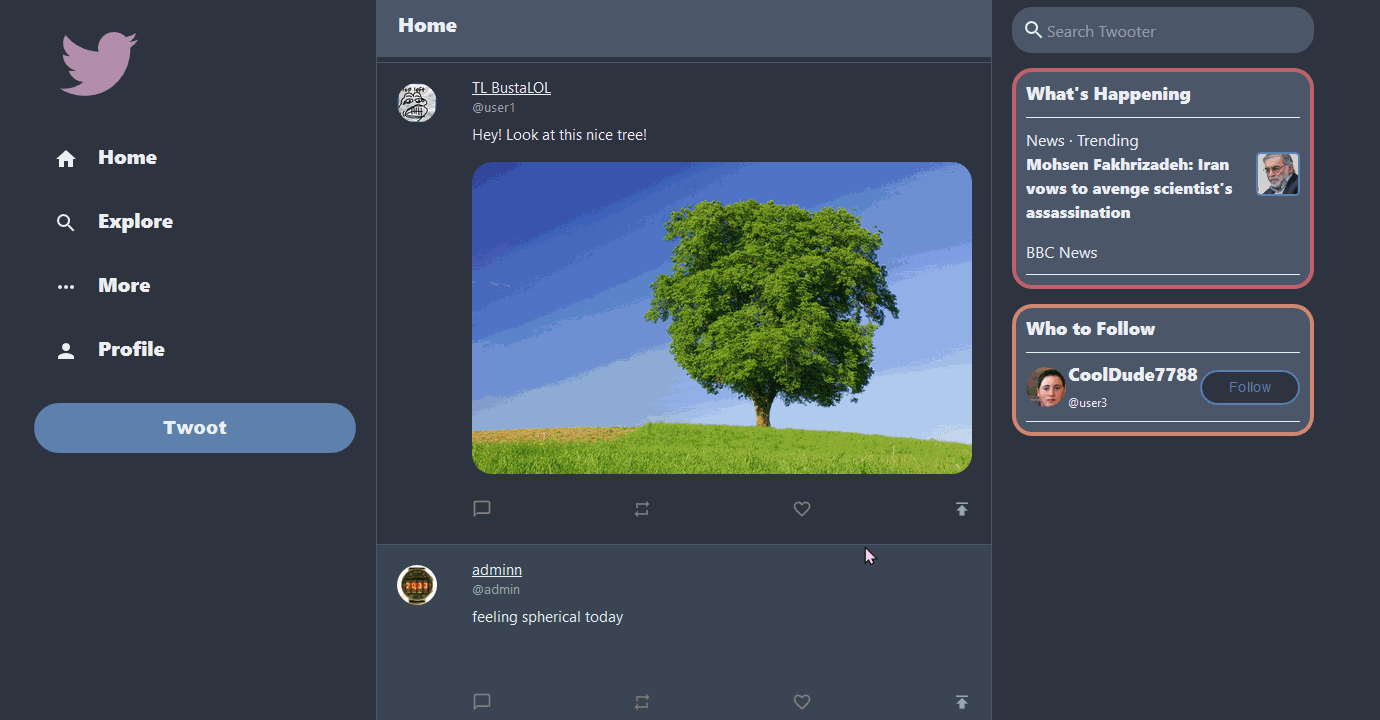 Home
Explore
More
Profile
Twoot
Home
TL BustaLOL
@user1
Hey! Look at this nice tree!
adminn
@admin
feeling spherical today
Search Twooter
What's Happening
News · Trending
Mohsen Fakhrizadeh: Iran
vows to avenge scientist's
assassination
BBC News
Who to Follow
CoolDude7788
@user3
Follow